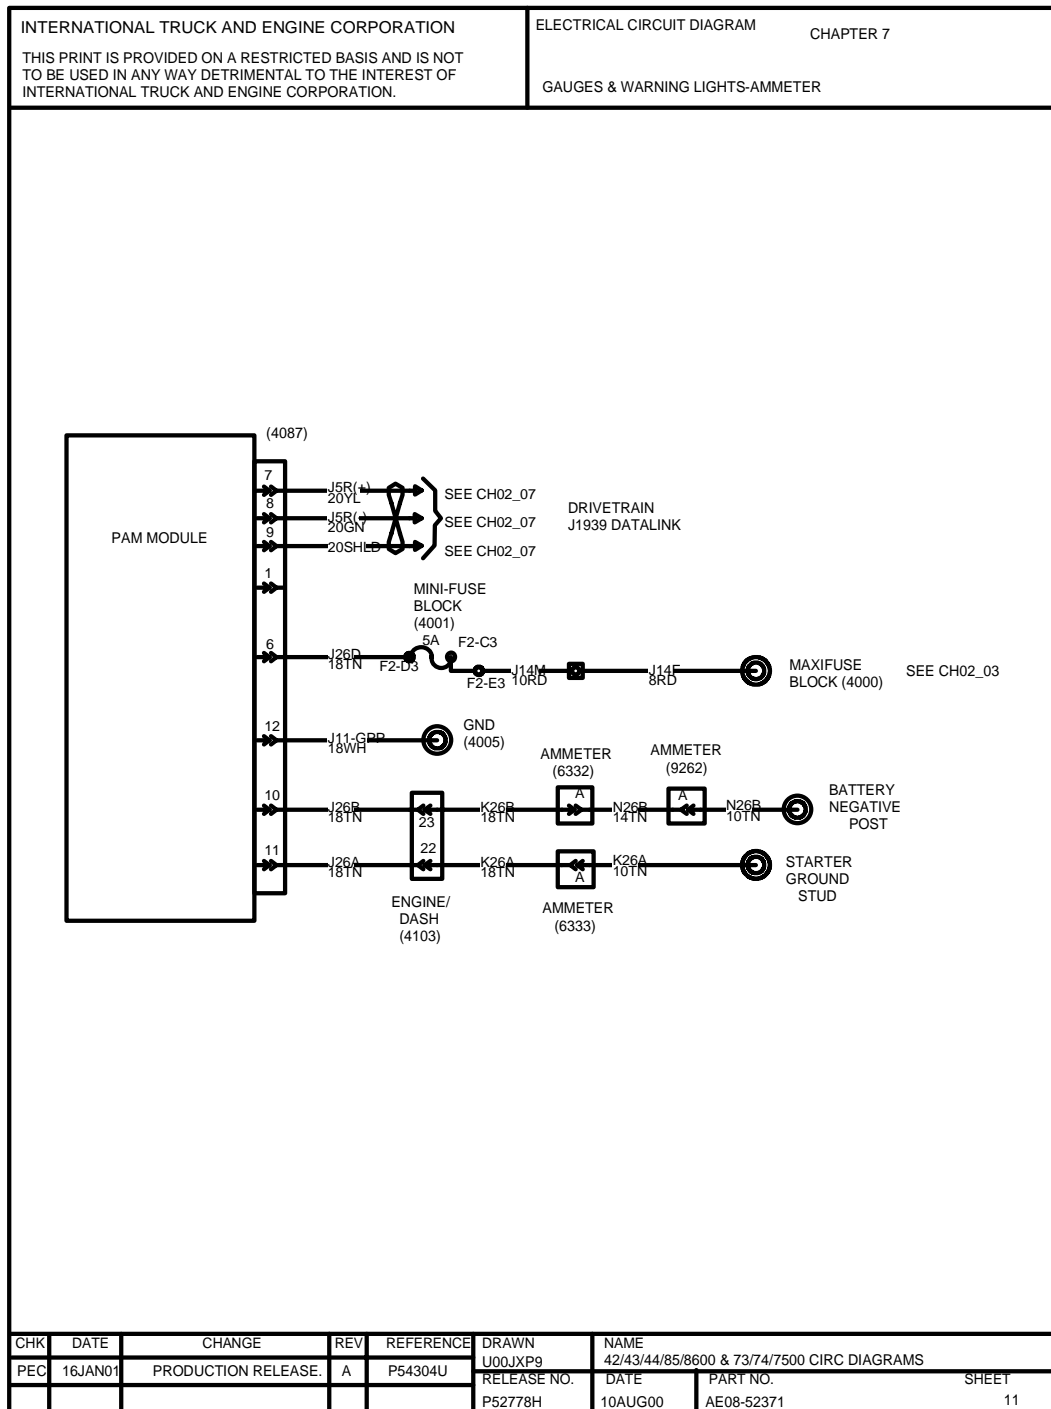 INTERNATIONAL TRUCK AND ENGINE CORPORATION
THIS PRINT IS PROVIDED ON A RESTRICTED BASIS AND IS NOT
TO BE USED IN ANY WAY DETRIMENTAL TO THE INTEREST OF
INTERNATIONAL TRUCK AND ENGINE CORPORATION.
ELECTRICAL CIRCUIT DIAGRAM
CHAPTER 7
GAUGES & WARNING LIGHTS-AMMETER
(4087)
PAM MODULE
7
J5R(+)
20YL
SEE CH02_07
8
J5R(-)
20GN
SEE CH02_07
9
20SHLD
SEE CH02_07
DRIVETRAIN
J1939 DATALINK
1
MINI-FUSE
BLOCK
(4001)
5A
F2-C3
6
J26D
18TN
F2-D3
F2-E3
J14M
10RD
J14F
8RD
MAXIFUSE
BLOCK (4000)
SEE CH02_03
12
J11-GPP
18WH
GND
(4005)
AMMETER
(6332)
AMMETER
(9262)
10
J26B
18TN
23
K26B
18TN
A
N26B
14TN
A
N26B
10TN
BATTERY
NEGATIVE
POST
11
J26A
18TN
22
K26A
18TN
A
K26A
10TN
STARTER
GROUND
STUD
ENGINE/
DASH
(4103)
AMMETER
(6333)
CHK DATE CHANGE REV REFERENCE
PEC 16JAN01 PRODUCTION RELEASE. A P54304U
DRAWN
U00JXP9
NAME
42/43/44/85/8600 & 73/74/7500 CIRC DIAGRAMS
RELEASE NO. DATE PART NO. SHEET
P52778H 10AUG00 AE08-52371 11